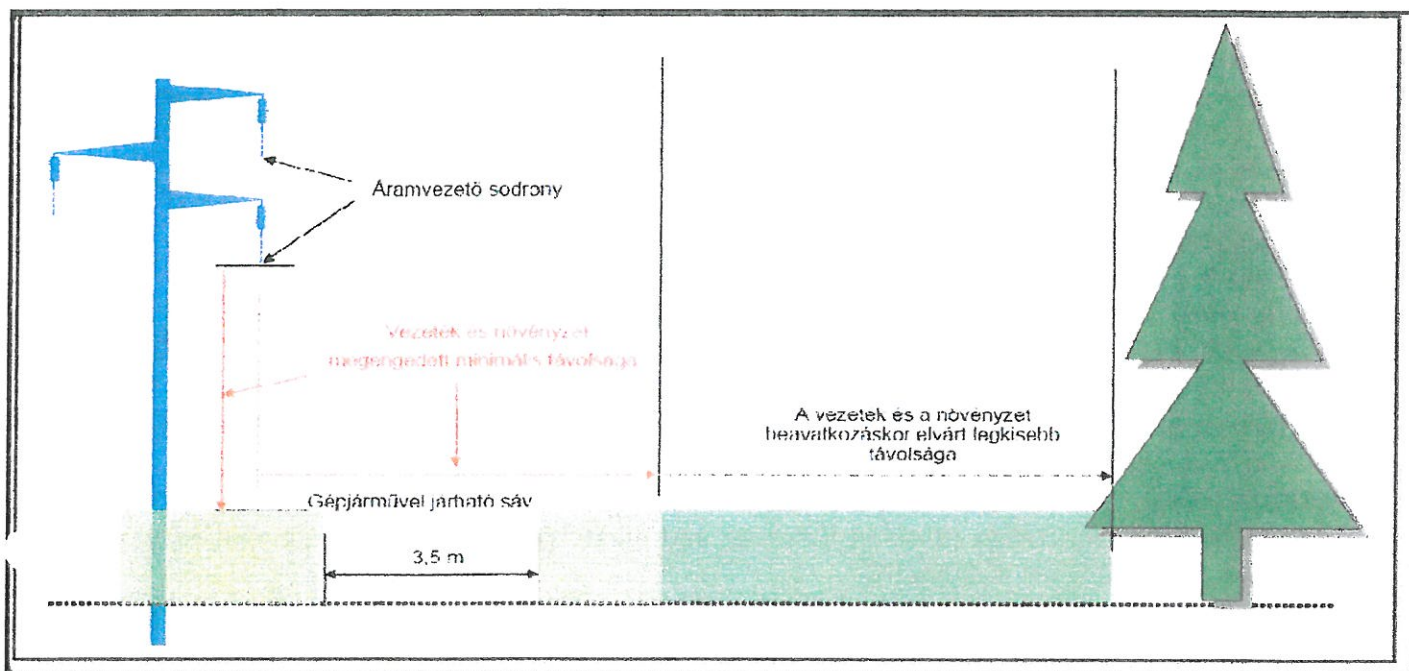 Áramvezető sodrony
Vezeték és növényzet
megengedett minimális távolsága
A vezeték és a növényzet
beavatkozáskor elvárt legkisebb
távolsága
Gépjárművel járható sáv
3,5 m